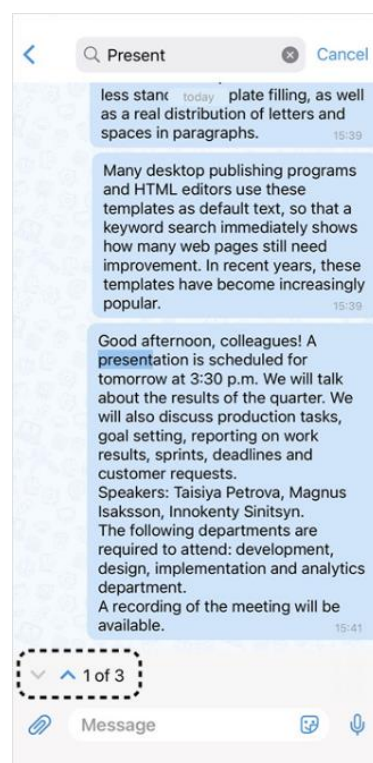 Present
Cancel
less stanc today plate filling, as well
as a real distribution of letters and
spaces in paragraphs. 15:39
Many desktop publishing programs
and HTML editors use these
templates as default text, so that a
keyword search immediately shows
how many web pages still need
improvement. In recent years, these
templates have become increasingly
popular. 15:39
Good afternoon, colleagues! A
presentation is scheduled for
tomorrow at 3:30 p.m. We will talk
about the results of the quarter. We
will also discuss production tasks,
goal setting, reporting on work
results, sprints, deadlines and
customer requests.
Speakers: Taisiya Petrova, Magnus
Isaksson, Innokenty Sinitsyn.
The following departments are
required to attend: development,
design, implementation and analytics
department.
A recording of the meeting will be
available. 15:41
1 of 3
Message